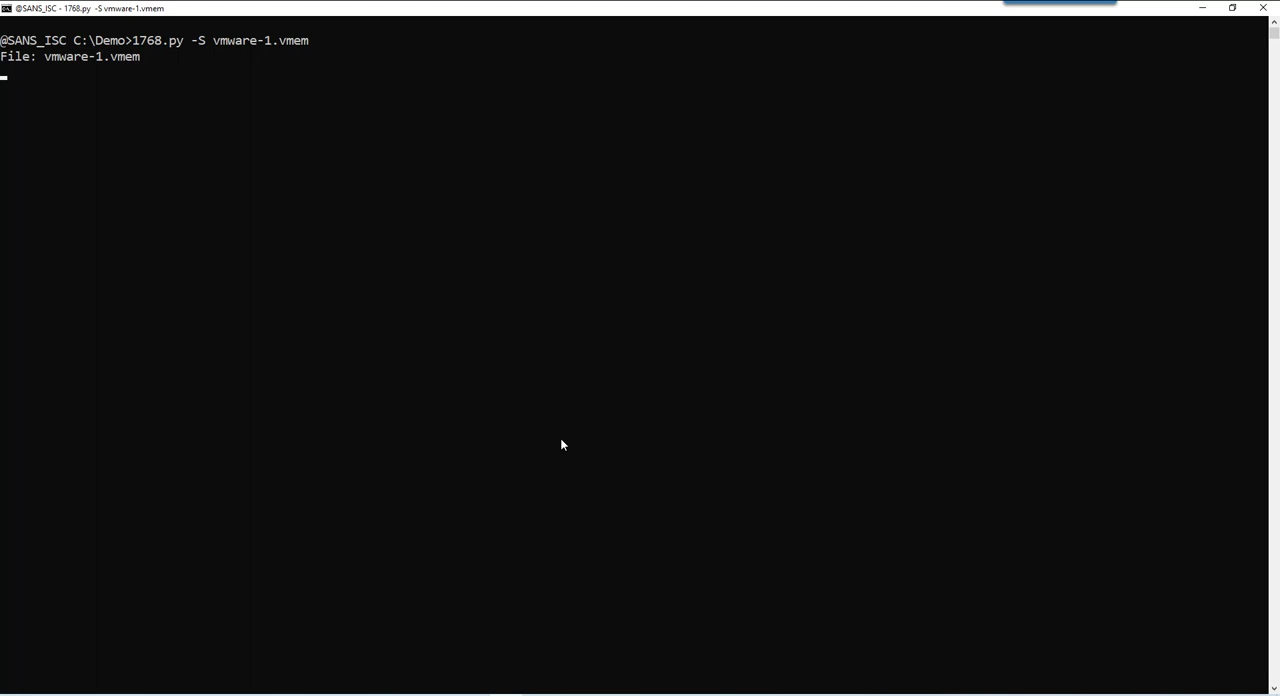 @SANS_ISC - 1768.py -S vmware-1.vmem
@SANS_ISC C:\Demo>1768.py -S vmware-1.vmem
File: vmware-1.vmem